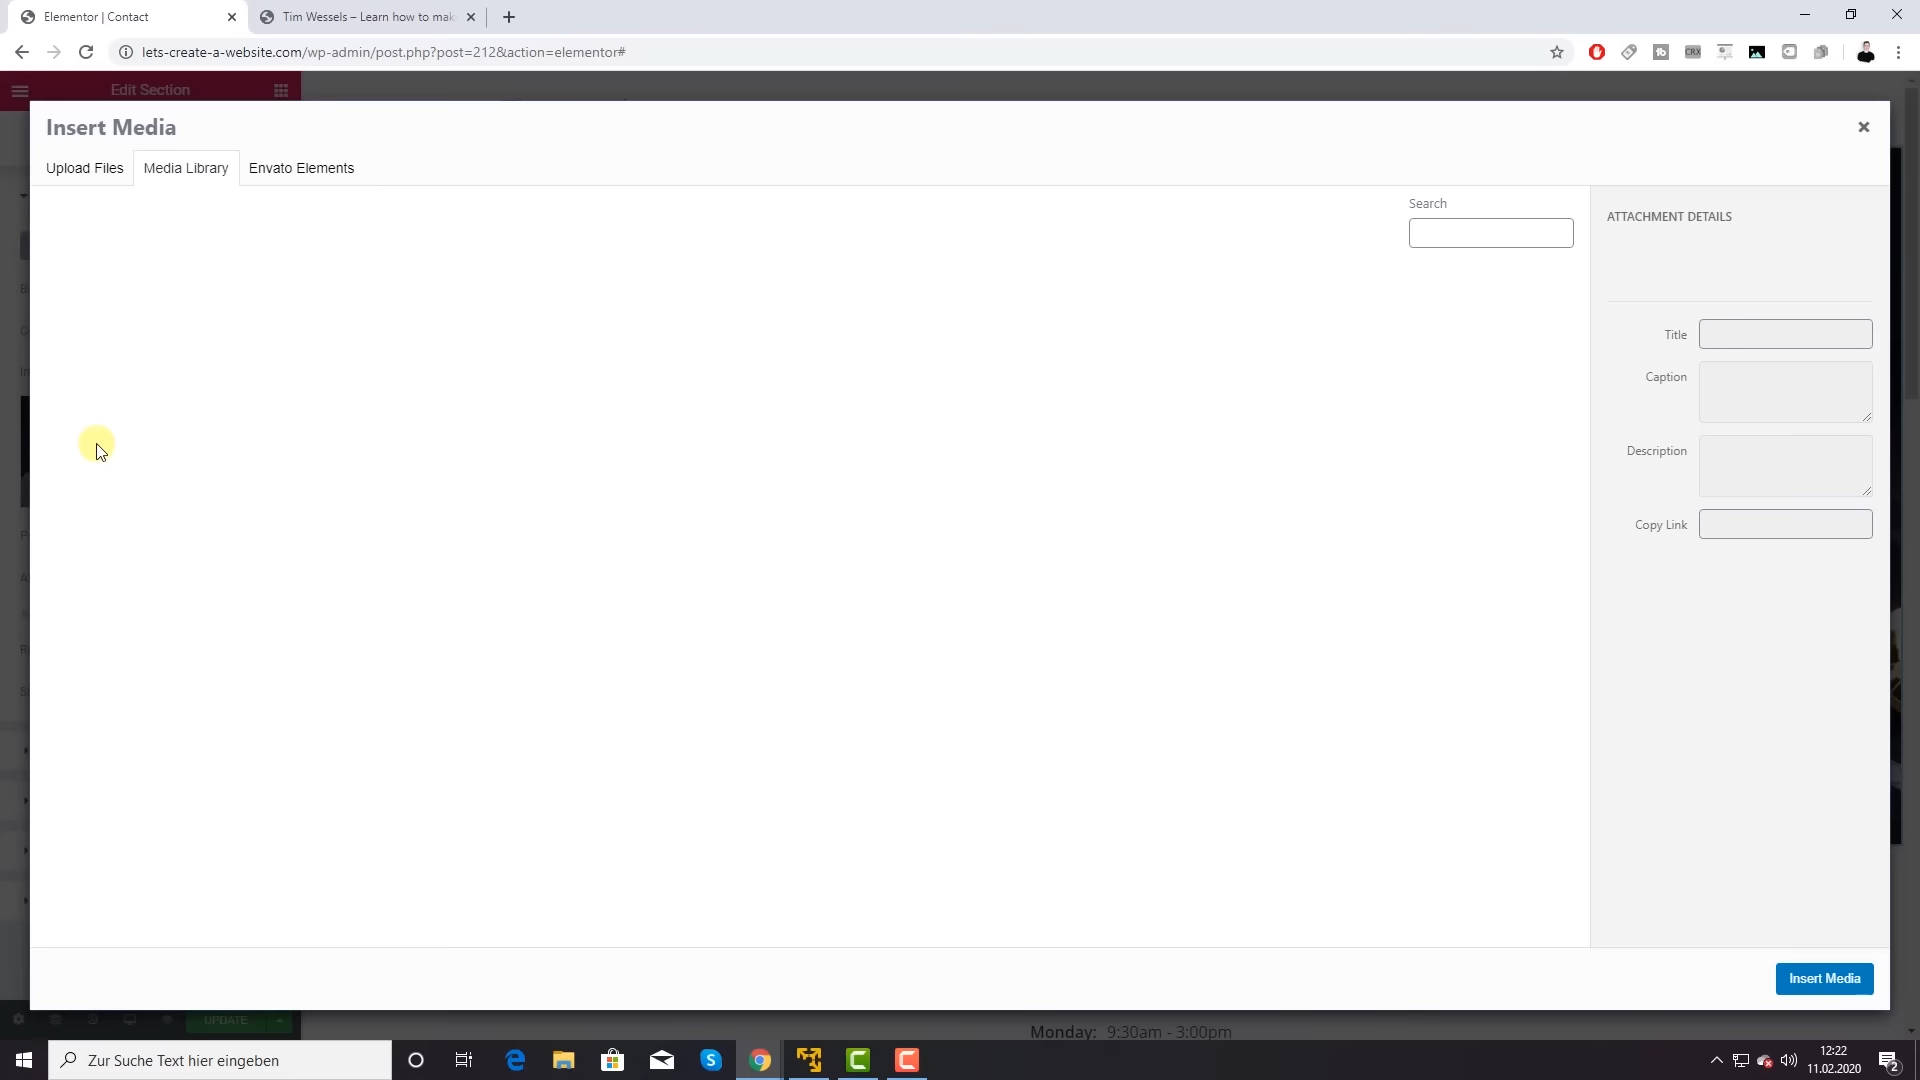 Elementor | Contact
Tim Wessels – Learn how to mak
lets-create-a-website.com/wp-admin/post.php?post=212&action=elementor#
Edit Section
Insert Media
Upload Files
Media Library
Envato Elements
Search
ATTACHMENT DETAILS
Title
Caption
Description
Copy Link
Insert Media
UPDATE
Monday: 9:30am - 3:00pm
Zur Suche Text hier eingeben
12:22
11.02.2020
2